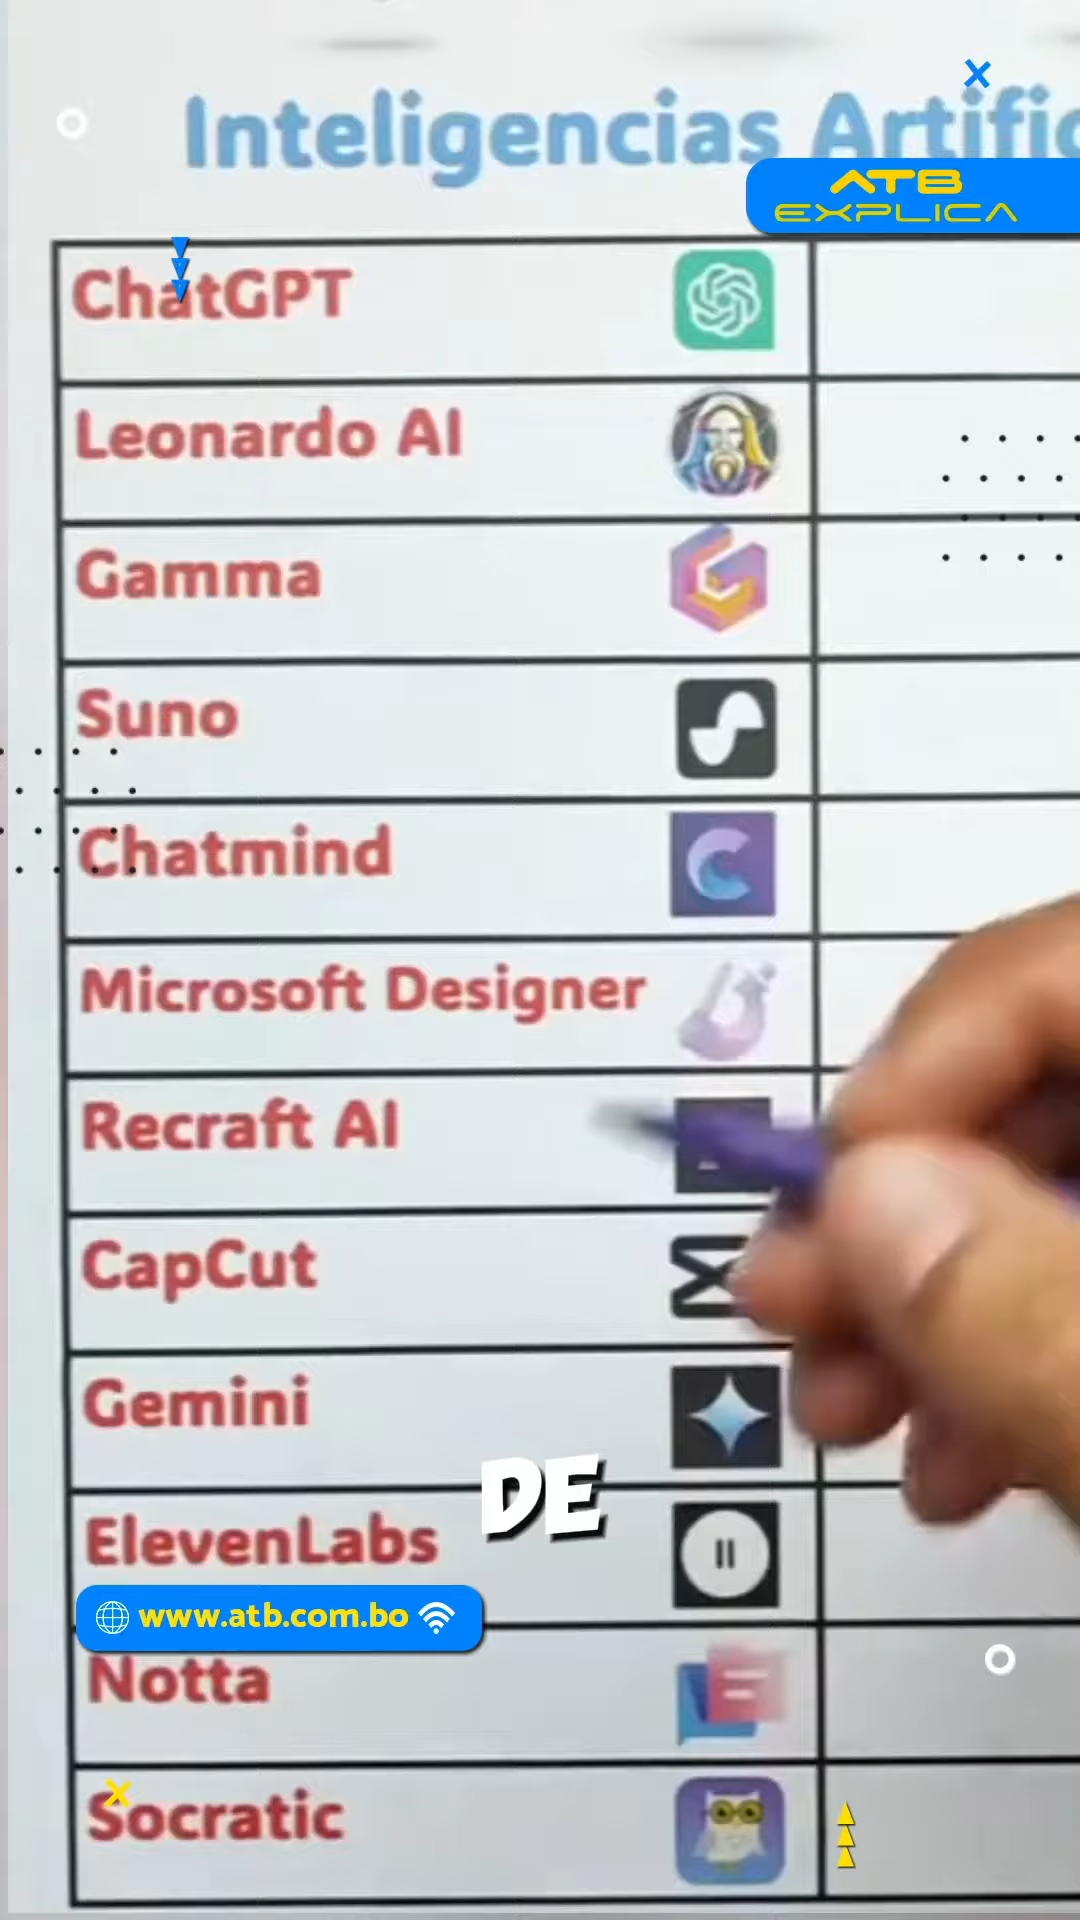 Inteligencias Artific
ATB
EXPLICA
ChatGPT
Leonardo AI
Gamma
Suno
Chatmind
Microsoft Designer
Recraft AI
CapCut
Gemini
DE
ElevenLabs
www.atb.com.bo
Notta
Socratic